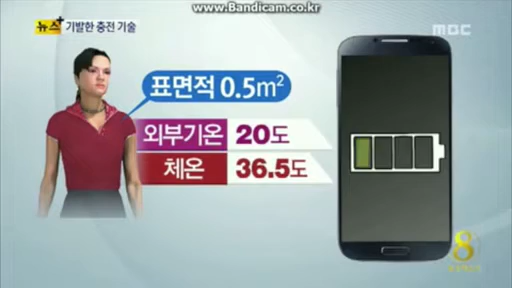 www.Bandicam.co.kr
뉴스+ 기발한 충전 기술
MBC
표면적 0.5m²
외부기온 20도
체온 36.5도
8